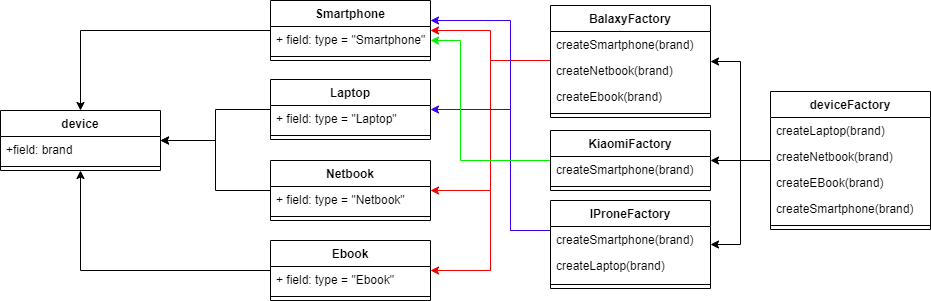 device
+field: brand
Smartphone
+ field: type = "Smartphone"
Laptop
+ field: type = "Laptop"
Netbook
+ field: type = "Netbook"
Ebook
+ field: type = "Ebook"
BalaxyFactory
createSmartphone(brand)
createNetbook(brand)
createEbook(brand)
KiaomiFactory
createSmartphone(brand)
IProneFactory
createSmartphone(brand)
createLaptop(brand)
deviceFactory
createLaptop(brand)
createNetbook(brand)
createEBook(brand)
createSmartphone(brand)